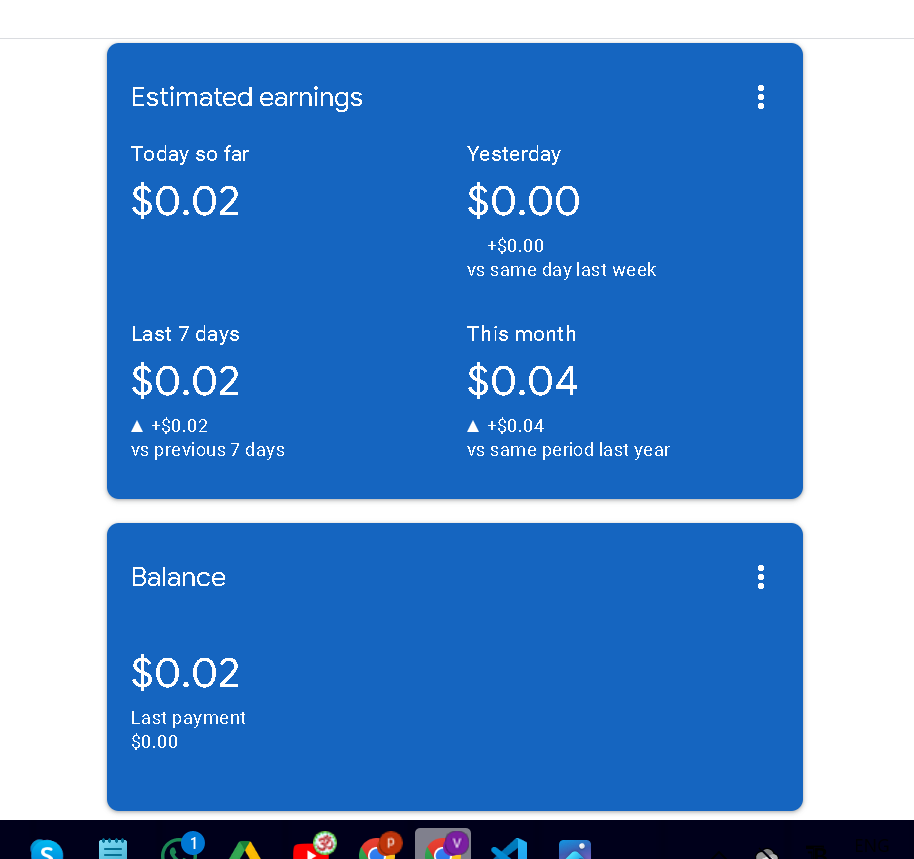 Estimated earnings
Today so far
$0.02
Yesterday
$0.00
+$0.00
vs same day last week
Last 7 days
$0.02
▲ +$0.02
vs previous 7 days
This month
$0.04
▲ +$0.04
vs same period last year
Balance
$0.02
Last payment
$0.00
S 1 ॐ P V